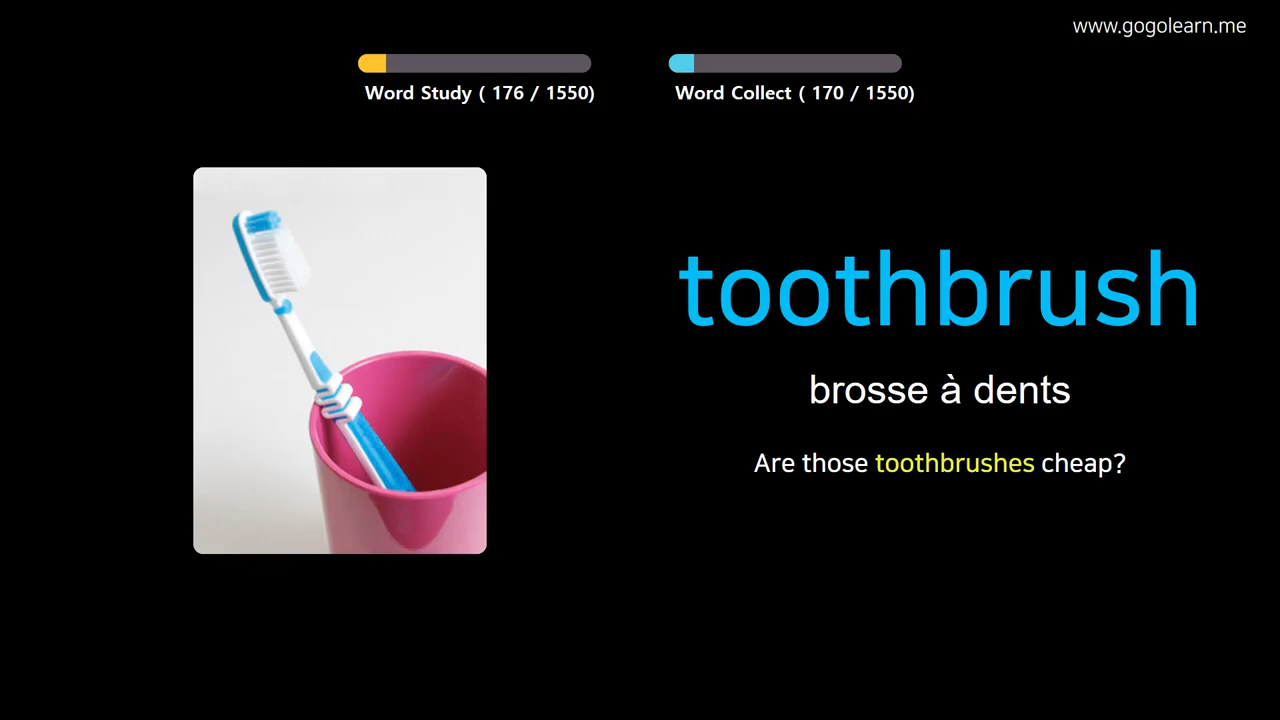 www.gogolearn.me
Word Study ( 176 / 1550)
Word Collect ( 170 / 1550)
toothbrush
brosse à dents
Are those toothbrushes cheap?